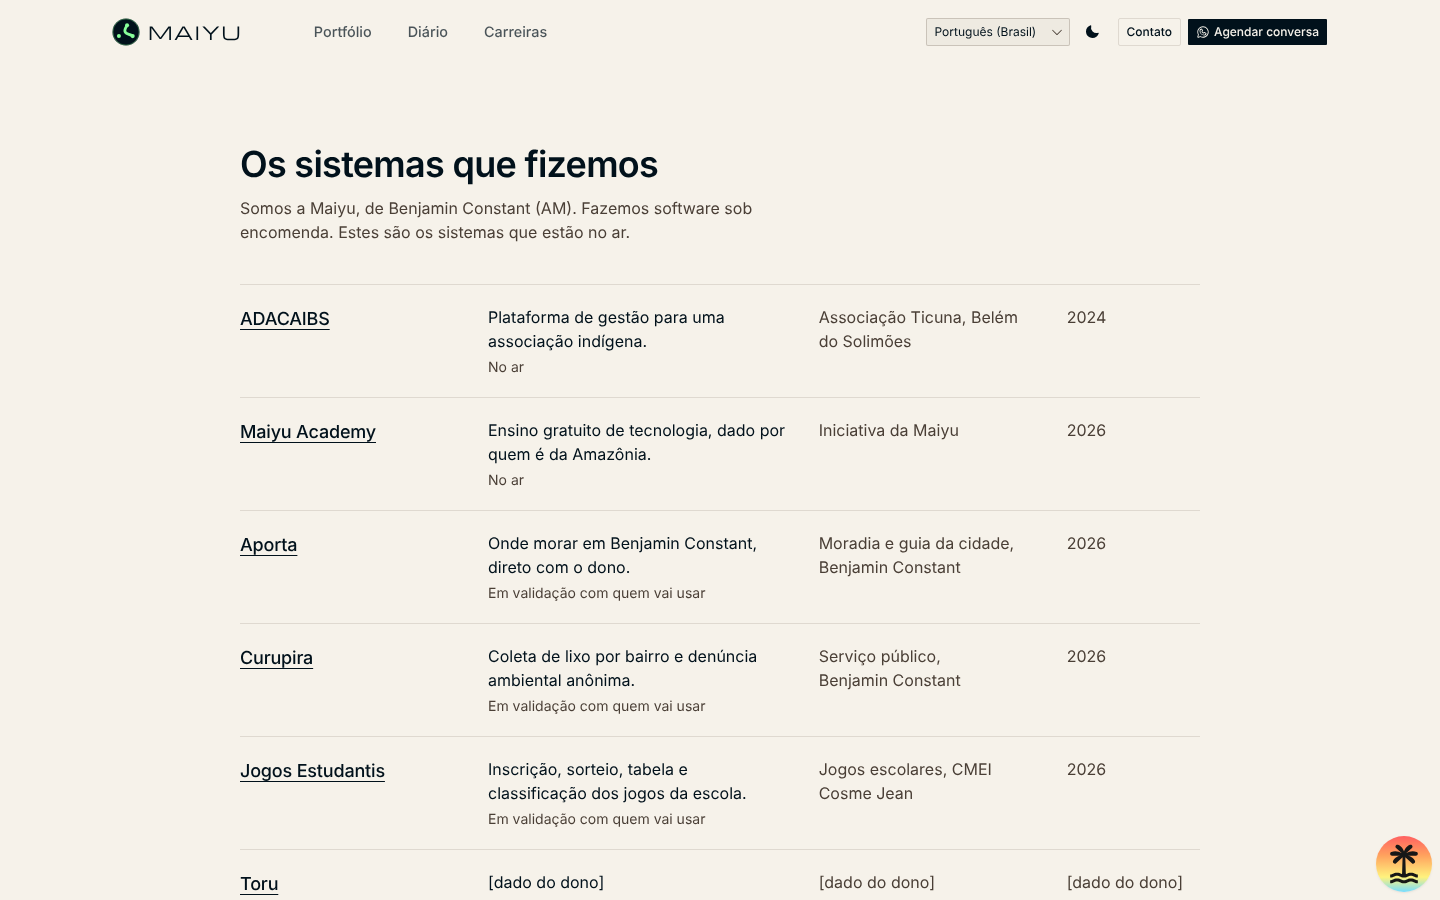 MAIYU
Portfólio
Diário
Carreiras
Português (Brasil)
Contato
Agendar conversa
Os sistemas que fizemos
Somos a Maiyu, de Benjamin Constant (AM). Fazemos software sob
encomenda. Estes são os sistemas que estão no ar.
ADACAIBS
Plataforma de gestão para uma
associação indígena.
No ar
Associação Ticuna, Belém
do Solimões
2024
Maiyu Academy
Ensino gratuito de tecnologia, dado por
quem é da Amazônia.
No ar
Iniciativa da Maiyu
2026
Aporta
Onde morar em Benjamin Constant,
direto com o dono.
Em validação com quem vai usar
Moradia e guia da cidade,
Benjamin Constant
2026
Curupira
Coleta de lixo por bairro e denúncia
ambiental anônima.
Em validação com quem vai usar
Serviço público,
Benjamin Constant
2026
Jogos Estudantis
Inscrição, sorteio, tabela e
classificação dos jogos da escola.
Em validação com quem vai usar
Jogos escolares, CMEI
Cosme Jean
2026
Toru
[dado do dono]
[dado do dono]
[dado do dono]